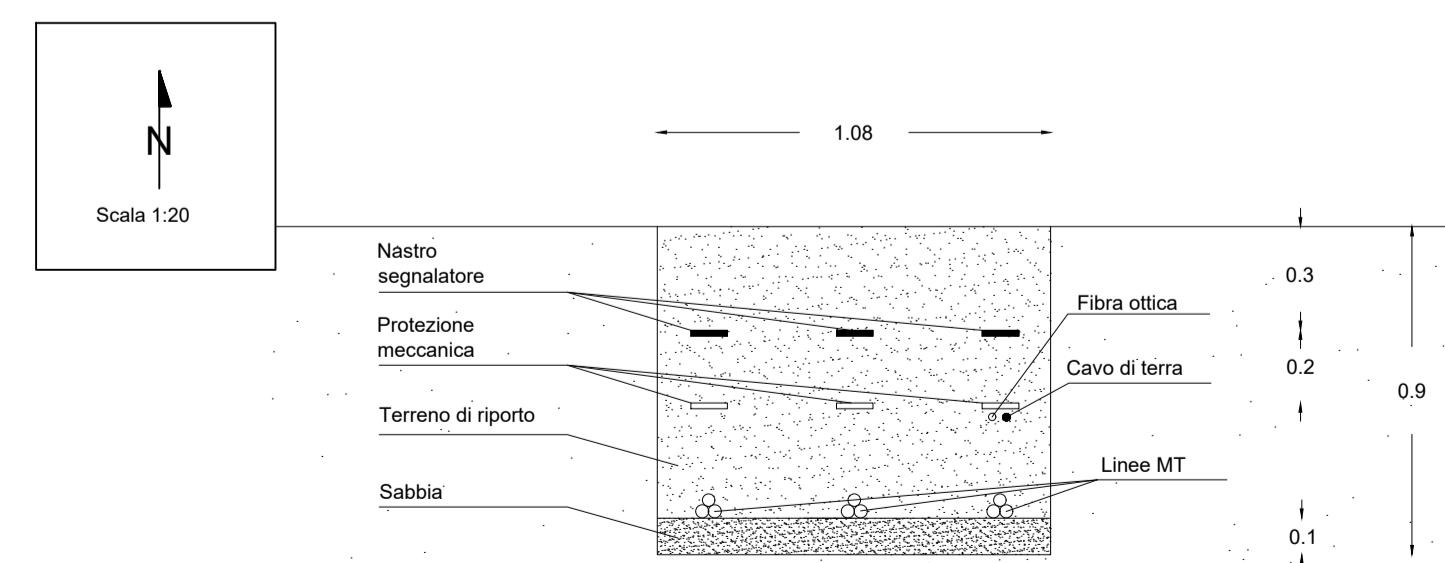 N
Scala 1:20
1.08
Nastro
segnalatore
Protezione
meccanica
Terreno di riporto
Sabbia
Fibra ottica
Cavo di terra
Linee MT
0.3
0.2
0.9
0.1